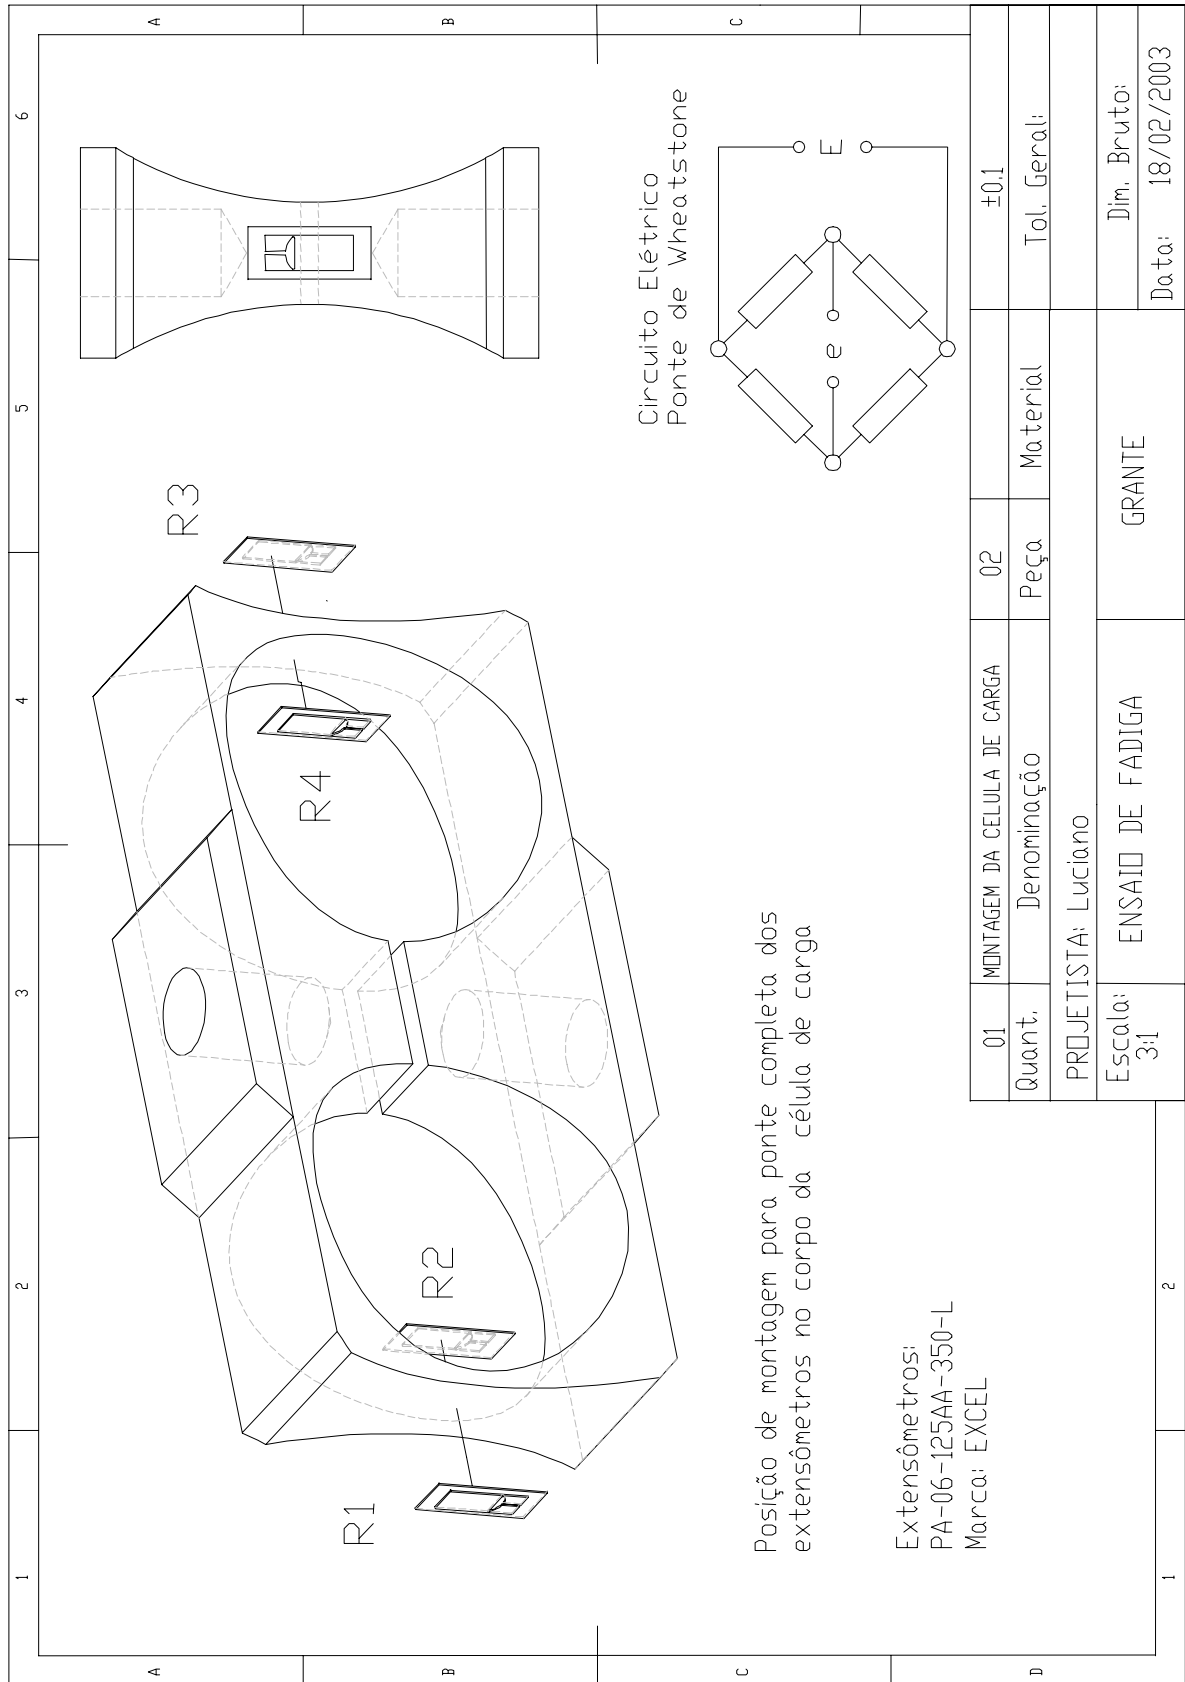 1
2
3
4
5
6
A
A
B
B
C
C
D
1
2
R1
R2
R3
R4
Circuito Elétrico
Ponte de Wheatstone
E
e
Posição de montagem para ponte completa dos
extensômetros no corpo da célula de carga
Extensômetros:
PA-06-125AA-350-L
Marca: EXCEL
01 MONTAGEM DA CELULA DE CARGA 02 ±0.1
Quant. Denominação Peça Material Tol. Geral:
PROJETISTA: Luciano
Escala: 3:1
ENSAIO DE FADIGA
GRANTE
Dim. Bruto:
Data: 18/02/2003